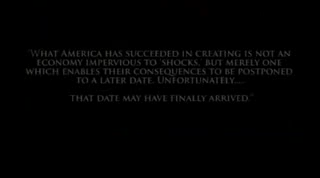 "What America has succeeded in creating is not an
economy impervious to 'shocks,' but merely one
which enables their consequences to be postponed
to a later date. Unfortunately....
that date may have finally arrived."